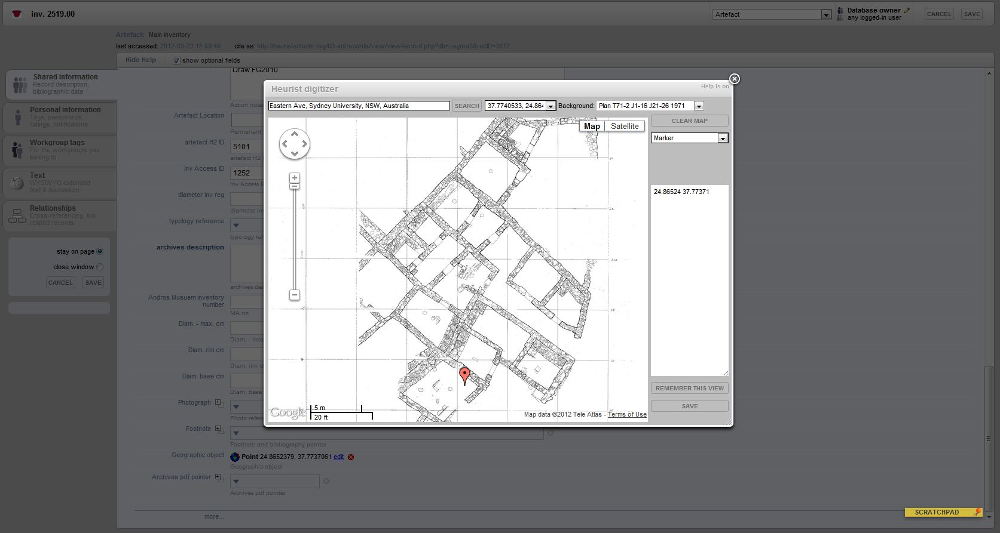 inv. 2519.00
Artefact
Database owner
any logged-in user
CANCEL
SAVE
Artefact: Main inventory
last accessed: 2012-03-23 15:09:40 cite as: http://heuristscholar.org/h3-ao/records/view/viewRecord.php?db=zagora3&recID=3077
Hide Help
show optional fields
Shared information
Record description,
bibliographic data
Personal information
Tags, passwords,
ratings, notifications
Workgroup tags
For the workgroups you
belong to
Text
WYSIWYG extended
text & discussion
Relationships
Cross-referencing, link
related records
stay on page
close window
CANCEL
SAVE
Draw FG2010
Action note
Artefact Location
Permanent
artefact H2 ID
5101
artefact H2
Inv Access ID
1252
Inv Access I
diameter inv reg
diameter in
typology reference
typology ref
archives description
archives des
Andros Musuem inventory
number
MA no.
Diam. - max. cm
Diam. - max
Diam. rim cm
Diam. rim c
Diam. base cm
Diam. base
Photograph
Photo refere
Footnote
Footnote and bibliography pointer
Geographic object
Point 24.8652379, 37.7737061 edit
Geographic object
Archives pdf pointer
Archives pdf pointer
more...
Heurist digitizer
Help is on
Eastern Ave, Sydney University, NSW, Australia
SEARCH
37.7740533, 24.864
Background:
Plan T71-2 J1-16 J21-26 1971
Map
Satellite
CLEAR MAP
Marker
24.86524 37.77371
REMEMBER THIS VIEW
SAVE
Google
5 m
20 ft
Map data ©2012 Tele Atlas - Terms of Use
SCRATCHPAD